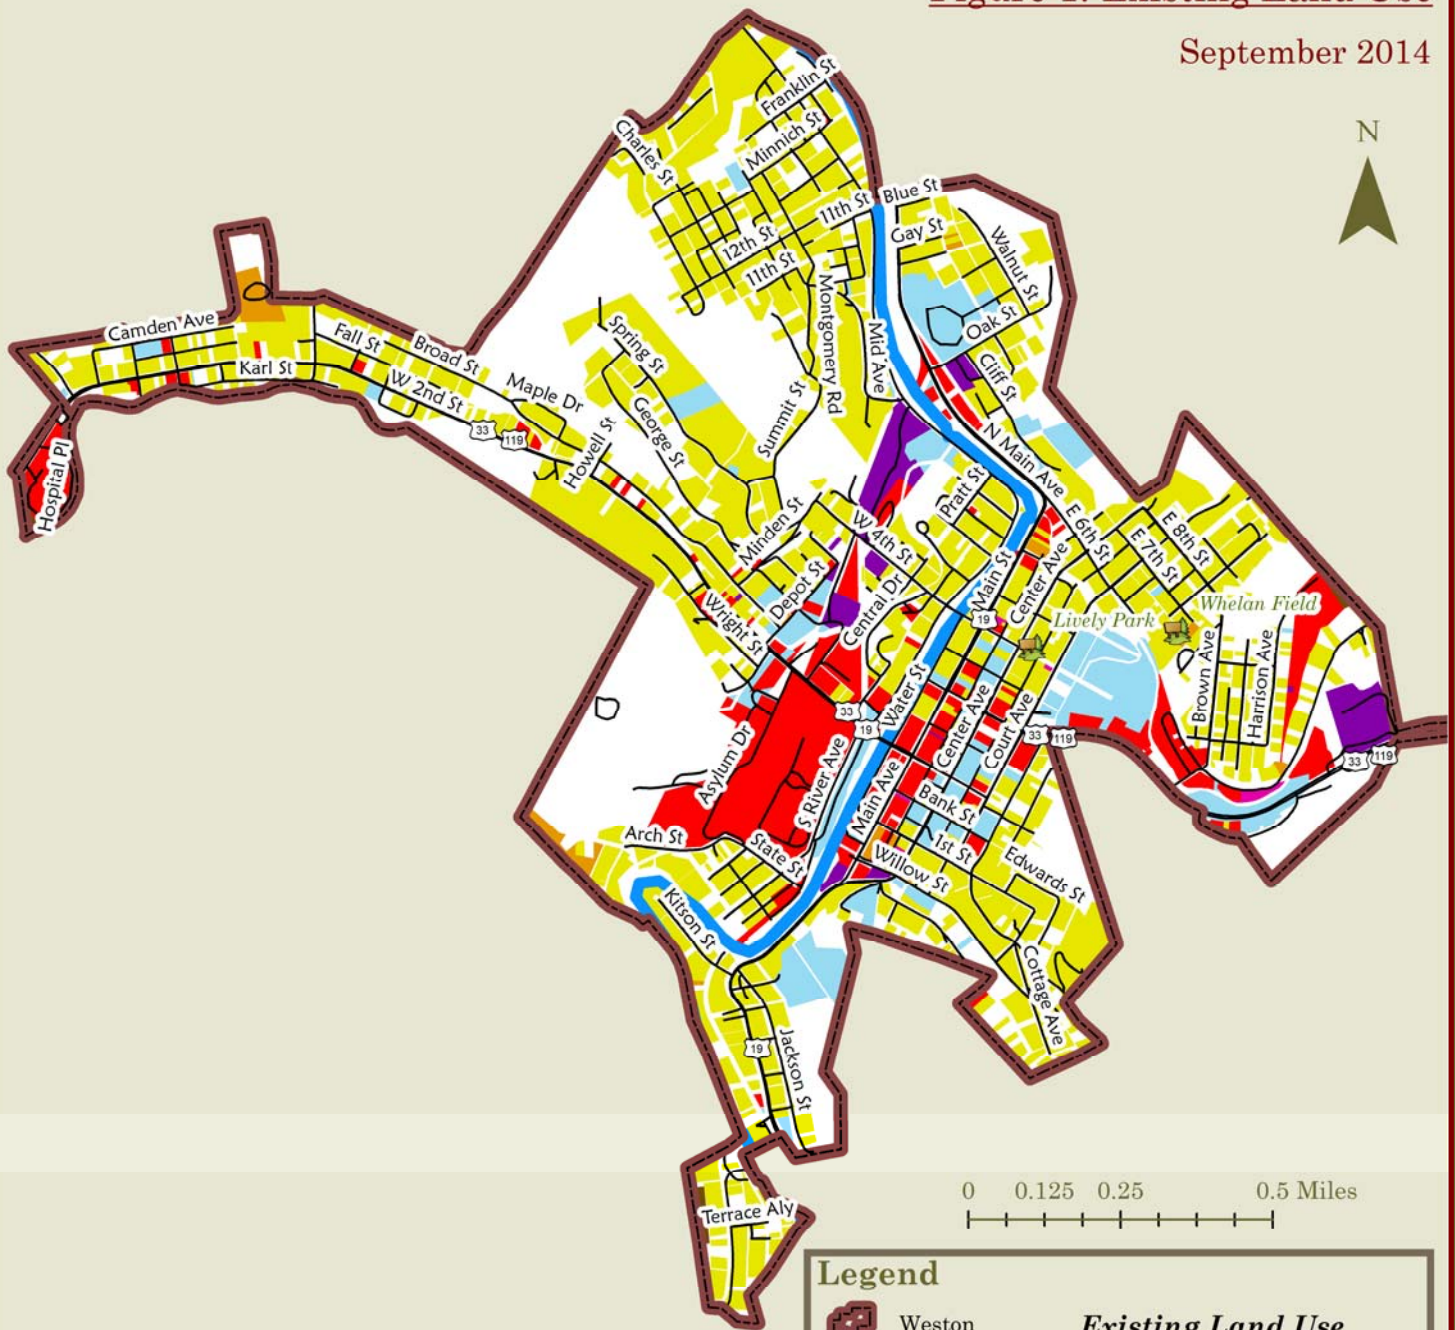 Figure 1: Existing Land Use
September 2014
N
Franklin St
Charles St
Minnich St
11th St
Blue St
Gay St
12th St
11th St
Walnut St
Montgomery Rd
Mid Ave
Oak St
Cliff St
Camden Ave
Fall St
Broad St
Karl St
W 2nd St
Maple Dr
33
119
Spring St
George St
Summit St
Howell St
Hospital Pl
N Main Ave
Pratt St
E 6th St
E 8th St
E 7th St
Minden St
W 4th St
Depot St
Central Dr
Main St
Center Ave
19
Lively Park
Whelan Field
Wright St
Brown Ave
Harrison Ave
Water St
33
19
Center Ave
Court Ave
33
119
33
119
Asylum Dr
S River Ave
Main Ave
Bank St
1st St
Arch St
State St
Willow St
Edwards St
Kitson St
Cottage Ave
19
Jackson St
Terrace Aly
0 0.125 0.25 0.5 Miles
Legend
Weston
Existing Land Use